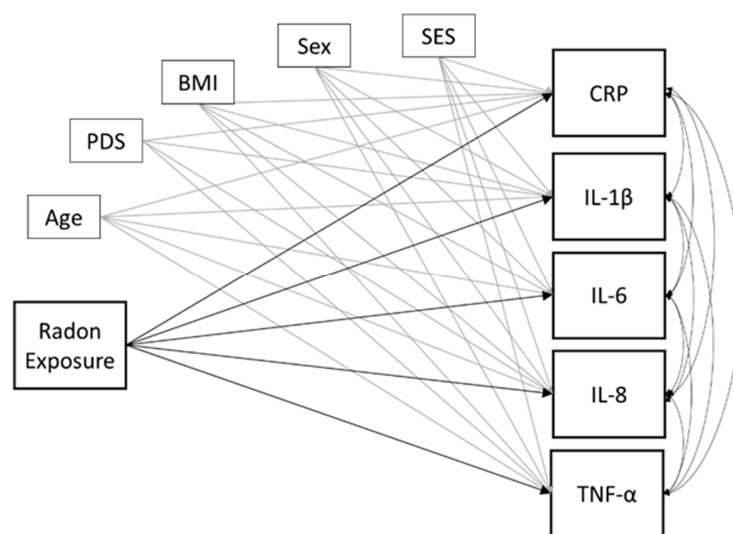 SES
Sex
BMI
PDS
Age
Radon
Exposure
CRP
IL-1β
IL-6
IL-8
TNF-α